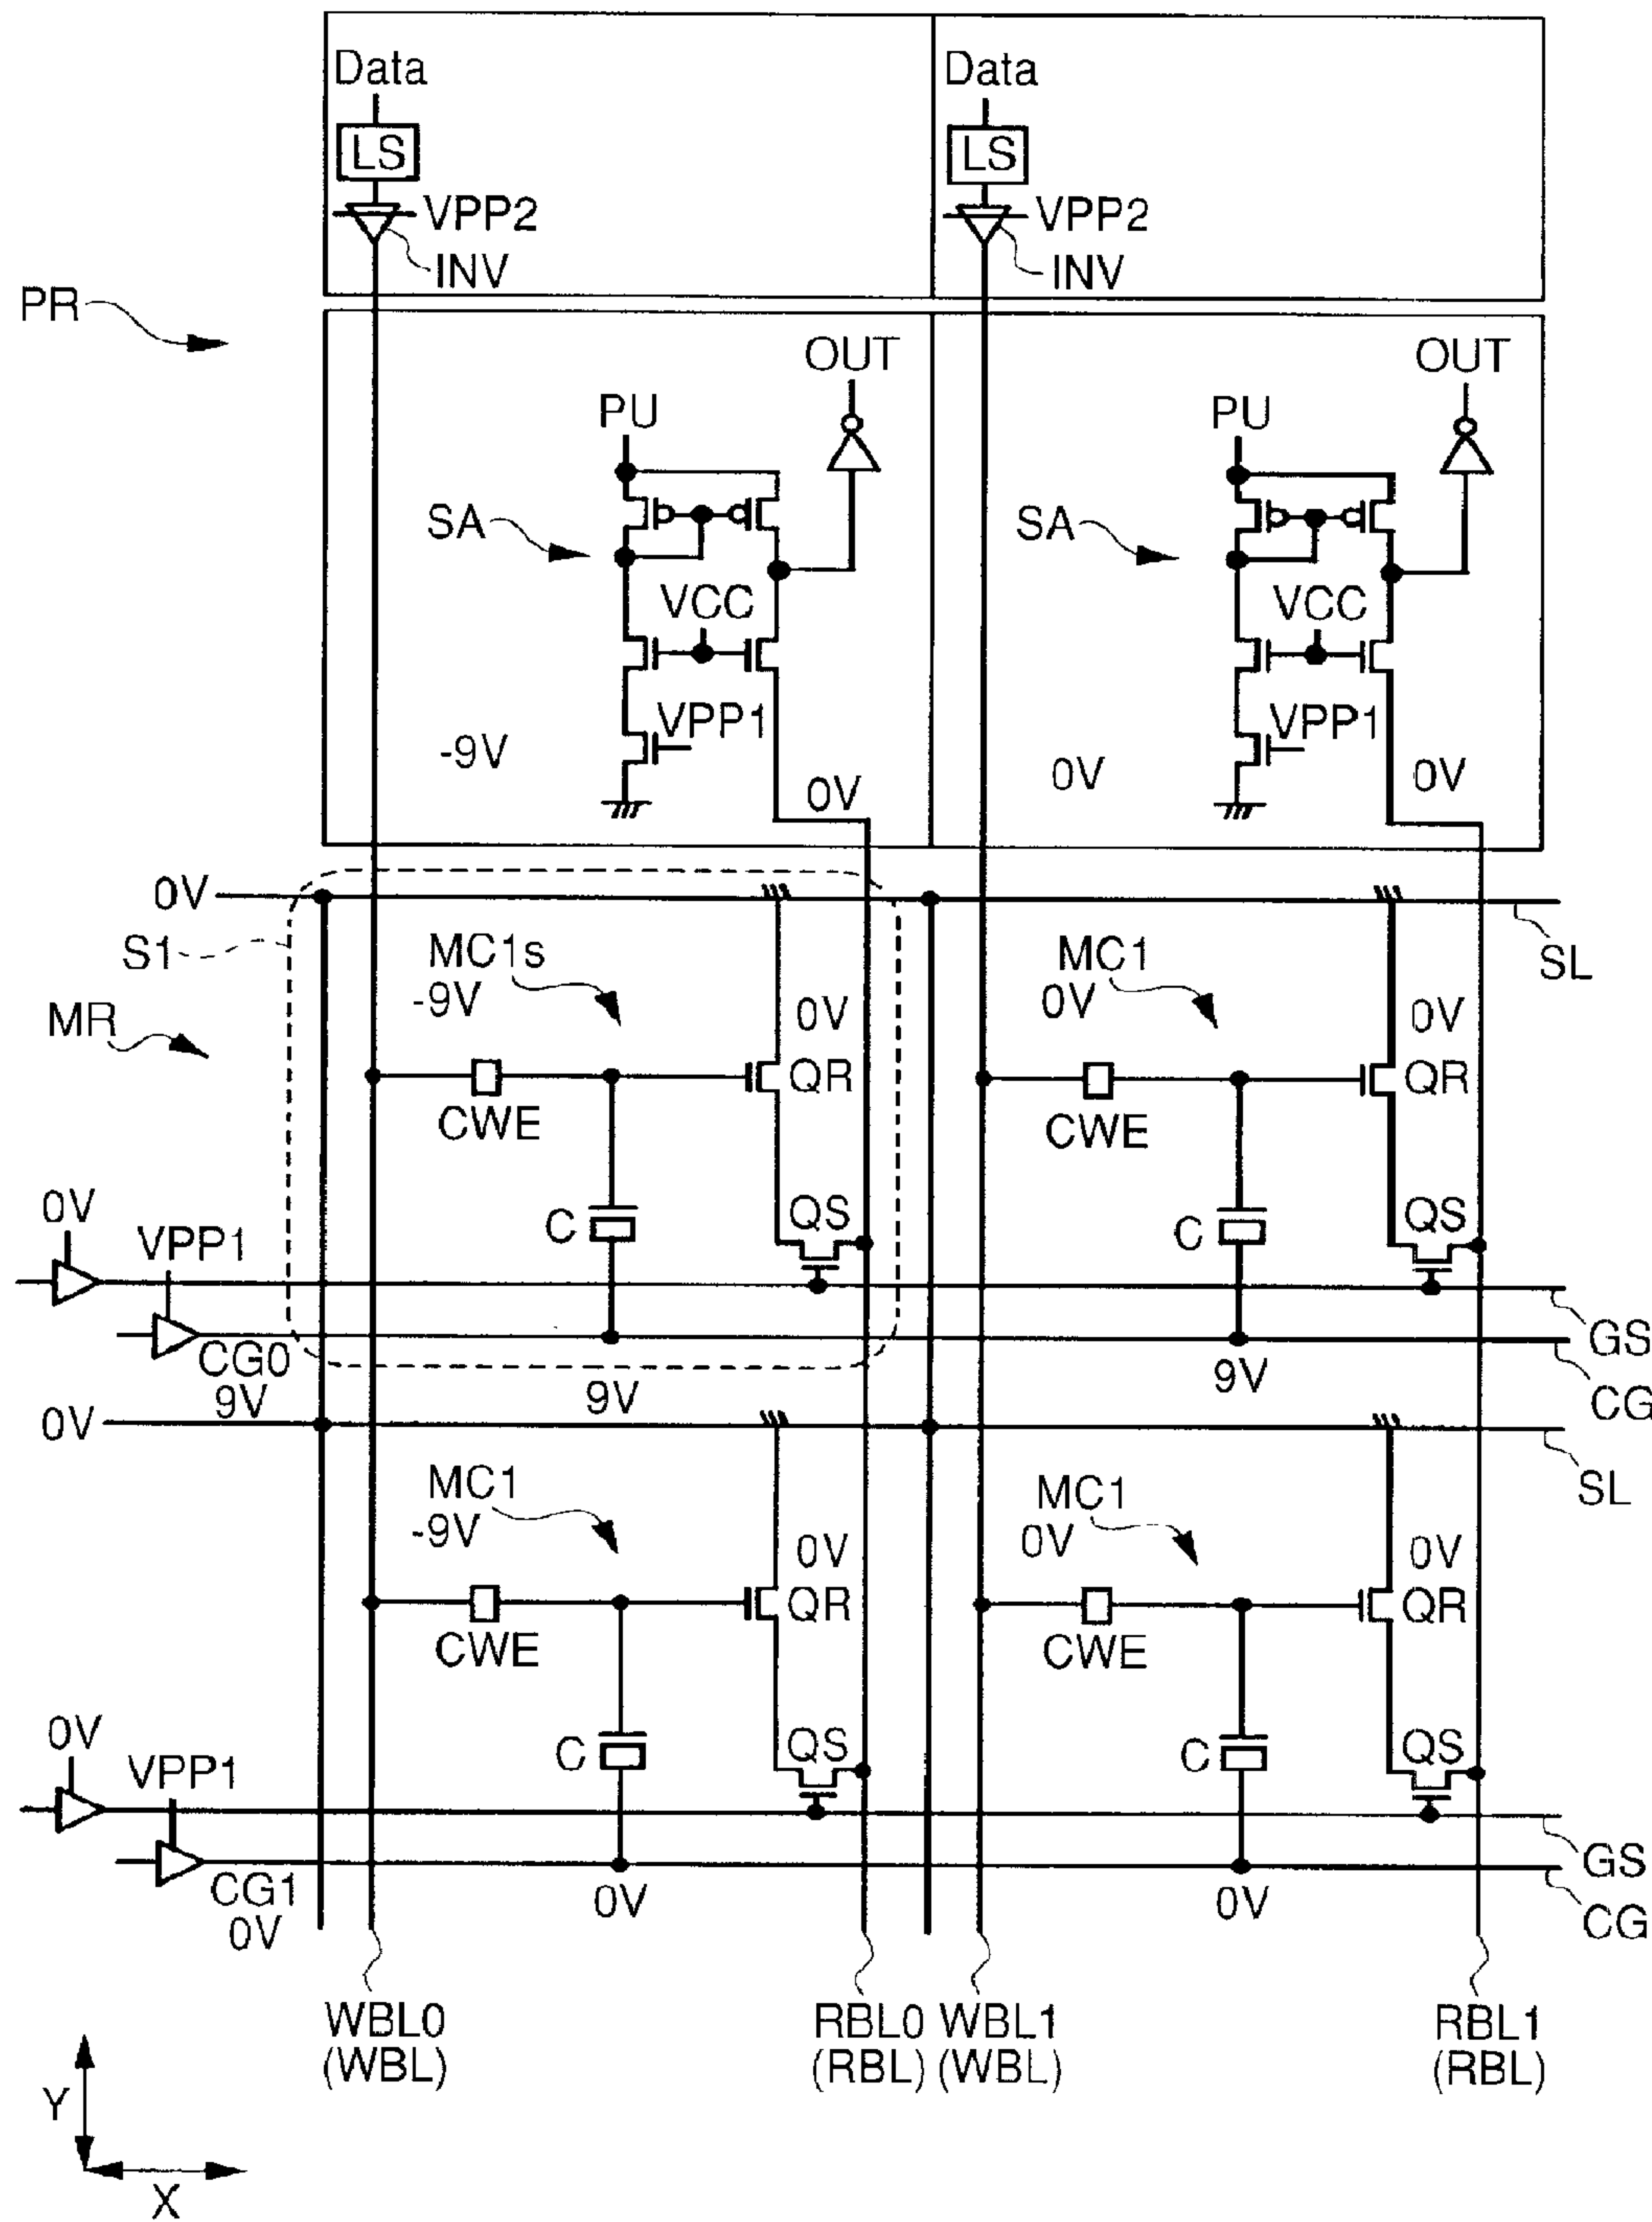 Data Data
LS LS
VPP2 VPP2
INV INV
PR
OUT OUT
PU PU
SA SA
VCC VCC
VPP1 VPP1
-9V 0V 0V 0V
0V
S1
SL
MC1s MC1
-9V 0V
0V 0V
MR
QR QR
CWE CWE
0V
QS QS
C C
VPP1
GS
CG0
9V 9V 9V
CG
0V
SL
MC1 MC1
-9V 0V
0V 0V
QR QR
CWE CWE
0V
QS QS
C C
VPP1
GS
CG1
0V 0V 0V
CG
WBL0 RBL0 WBL1 RBL1
(WBL) (RBL) (WBL) (RBL)
Y
X